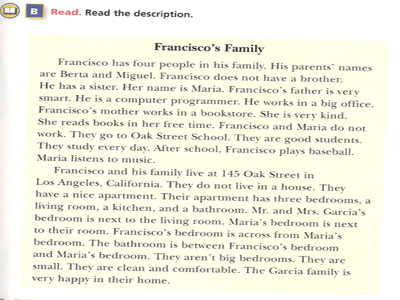 B Read. Read the description.
Francisco's Family
Francisco has four people in his family. His parents' names
are Berta and Miguel. Francisco does not have a brother.
He has a sister. Her name is Maria. Francisco's father is very
smart. He is a computer programmer. He works in a big office.
Francisco's mother works in a bookstore. She is very kind.
She reads books in her free time. Francisco and Maria do not
work. They go to Oak Street School. They are good students.
They study every day. After school, Francisco plays baseball.
Maria listens to music.
Francisco and his family live at 145 Oak Street in
Los Angeles, California. They do not live in a house. They
have a nice apartment. Their apartment has three bedrooms, a
living room, a kitchen, and a bathroom. Mr. and Mrs. Garcia's
bedroom is next to the living room. Maria's bedroom is next
to their room. Francisco's bedroom is across from Maria's
bedroom. The bathroom is between Francisco's bedroom
and Maria's bedroom. They aren't big bedrooms. They are
small. They are clean and comfortable. The Garcia family is
very happy in their home.